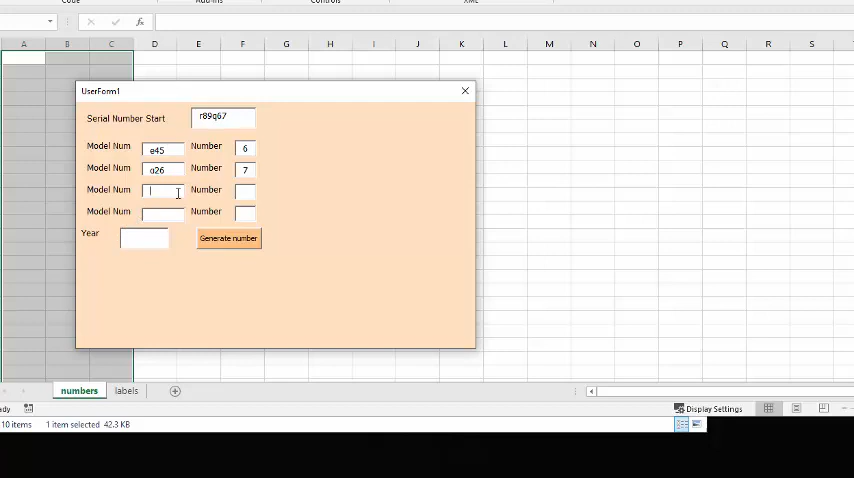 Code Add-ins Controls XML
fx
A B C D E F G H I J K L M N O P Q R S
UserForm1
Serial Number Start r89q67
Model Num e45 Number 6
Model Num a26 Number 7
Model Num Number
Model Num Number
Year Generate number
numbers labels
ady Display Settings
10 items 1 item selected 42.3 KB